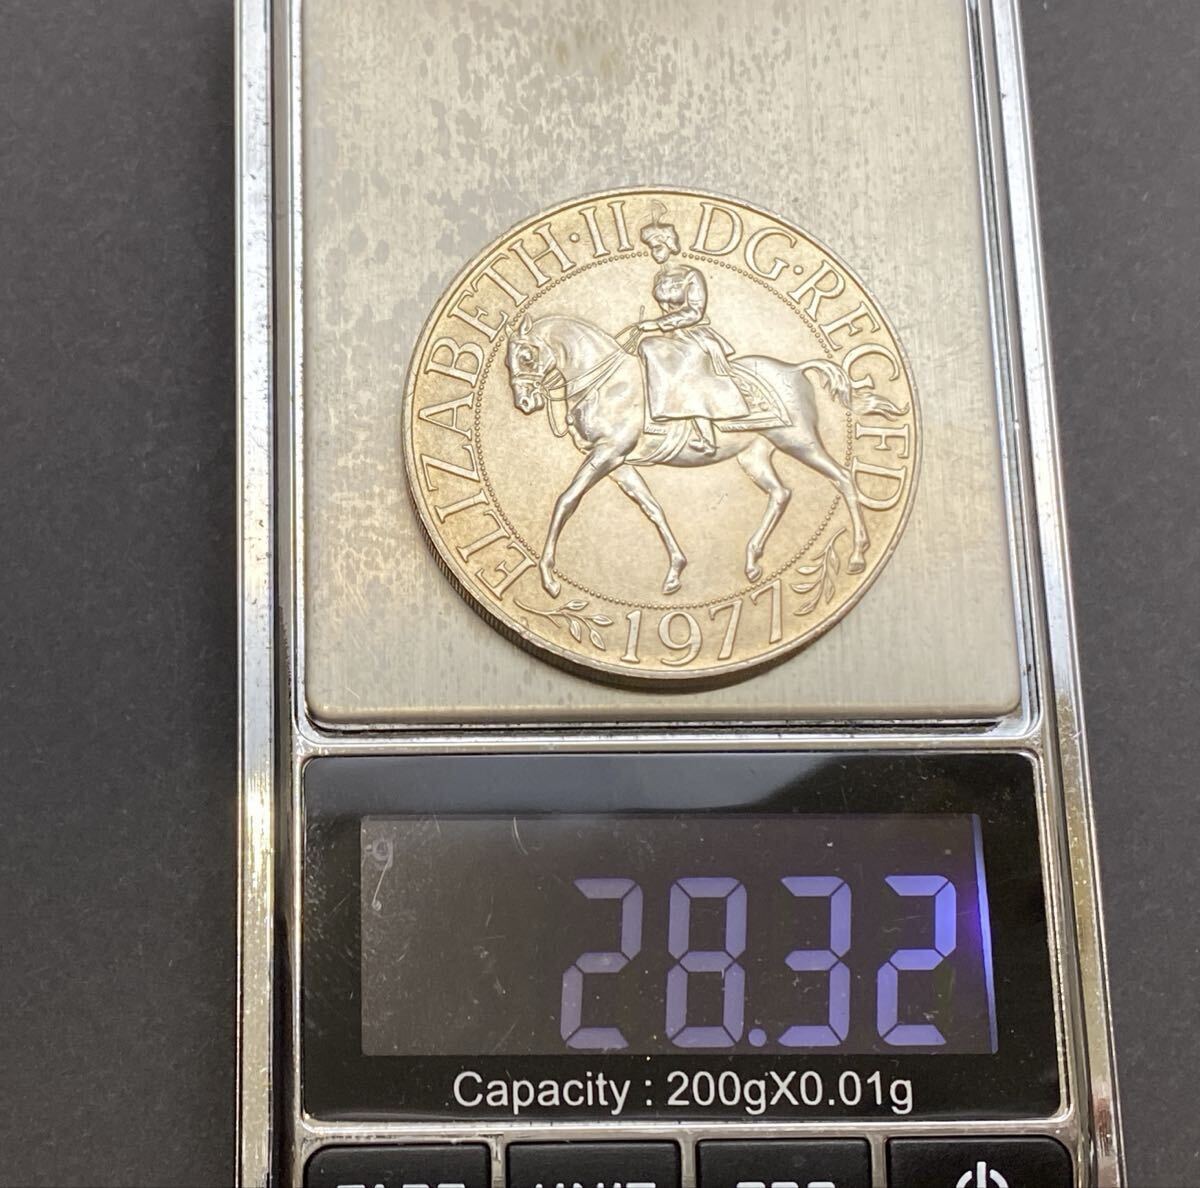 ELIZABETH·II DG·REG FD
1977
g
28.32
Capacity : 200gX0.01g